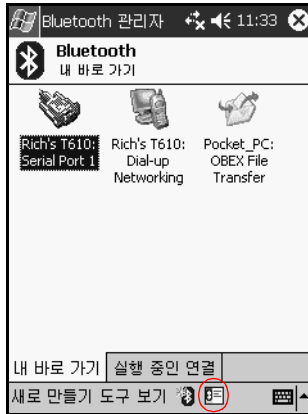 Bluetooth 관리자 11:33
Bluetooth
내 바로 가기
Rich's T610: Serial Port 1
Rich's T610: Dial-up Networking
Pocket_PC: OBEX File Transfer
내 바로 가기 실행 중인 연결
새로 만들기 도구 보기